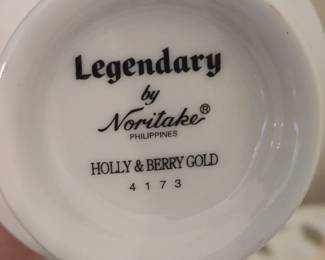 Legendary
by
Noritake®
PHILIPPINES
HOLLY & BERRY GOLD
4173